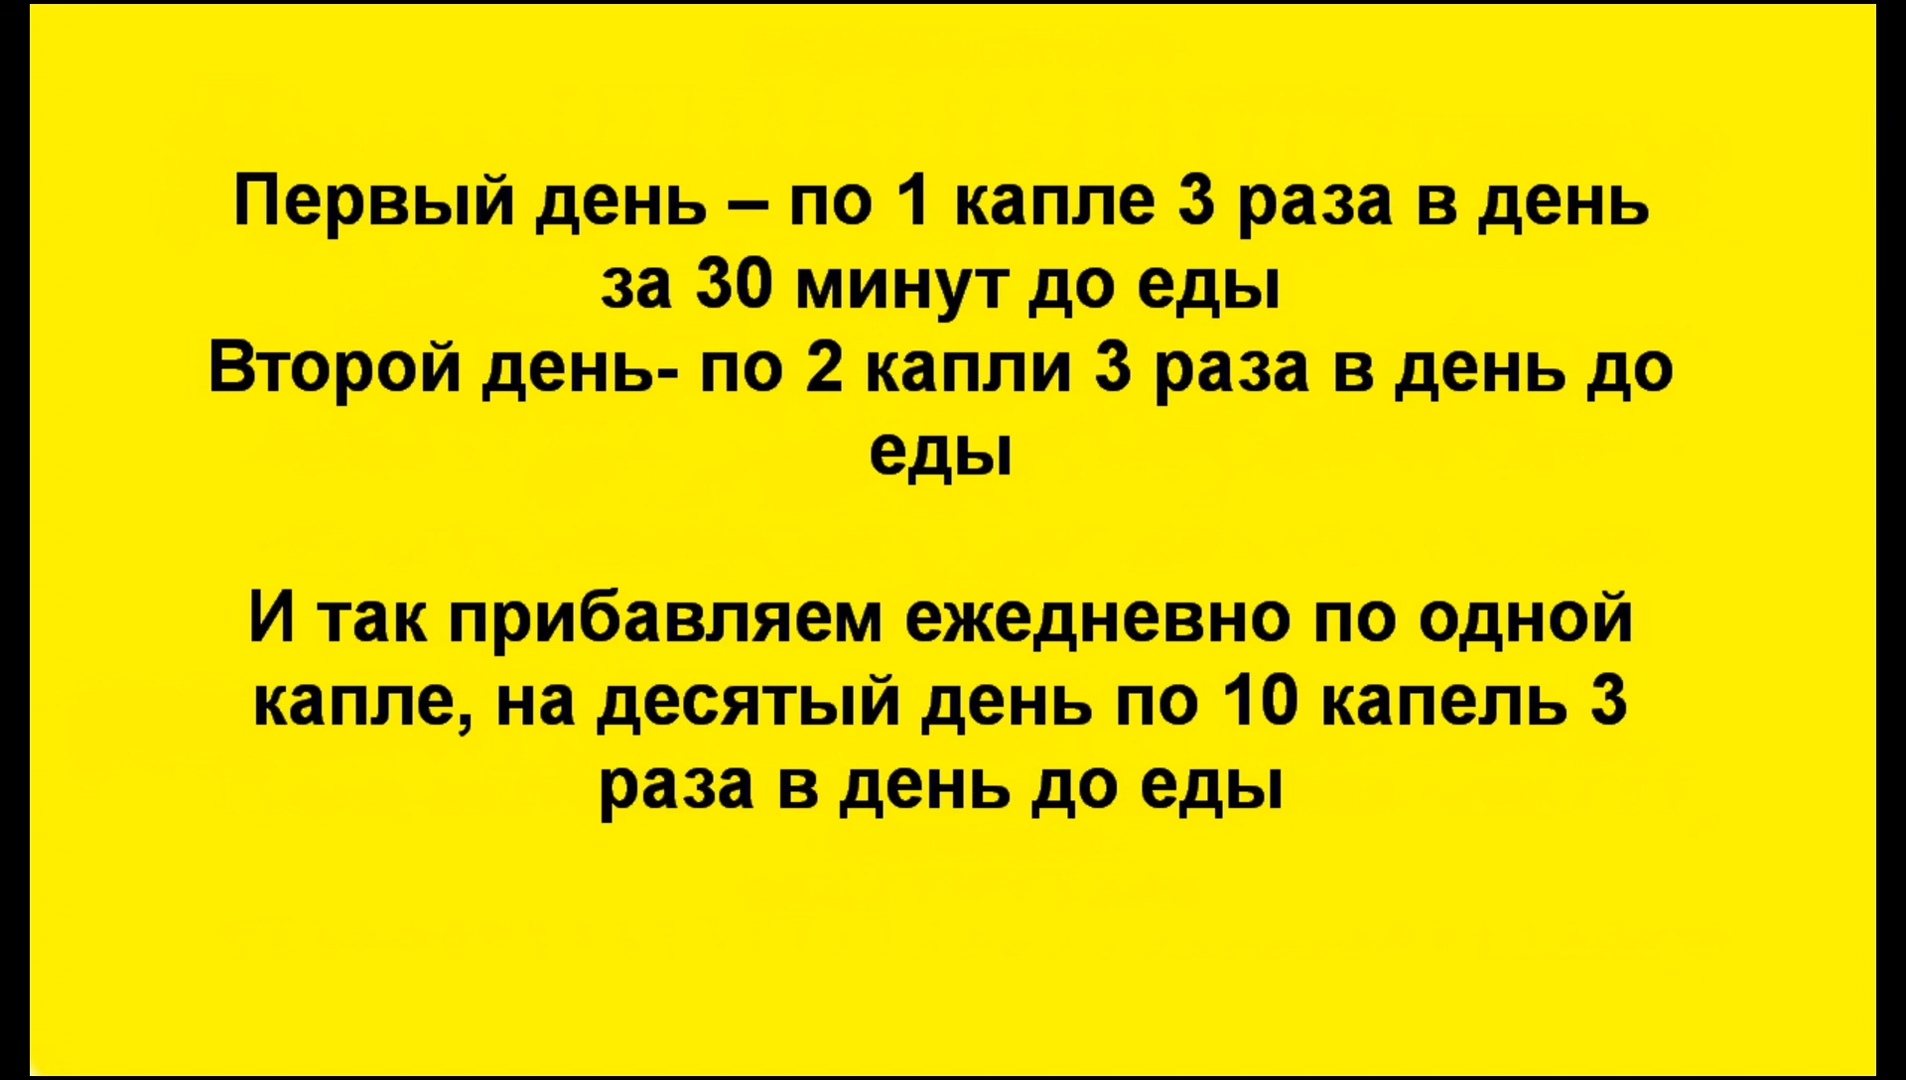 Первый день – по 1 капле 3 раза в день
за 30 минут до еды
Второй день- по 2 капли 3 раза в день до
еды
И так прибавляем ежедневно по одной
капле, на десятый день по 10 капель 3
раза в день до еды